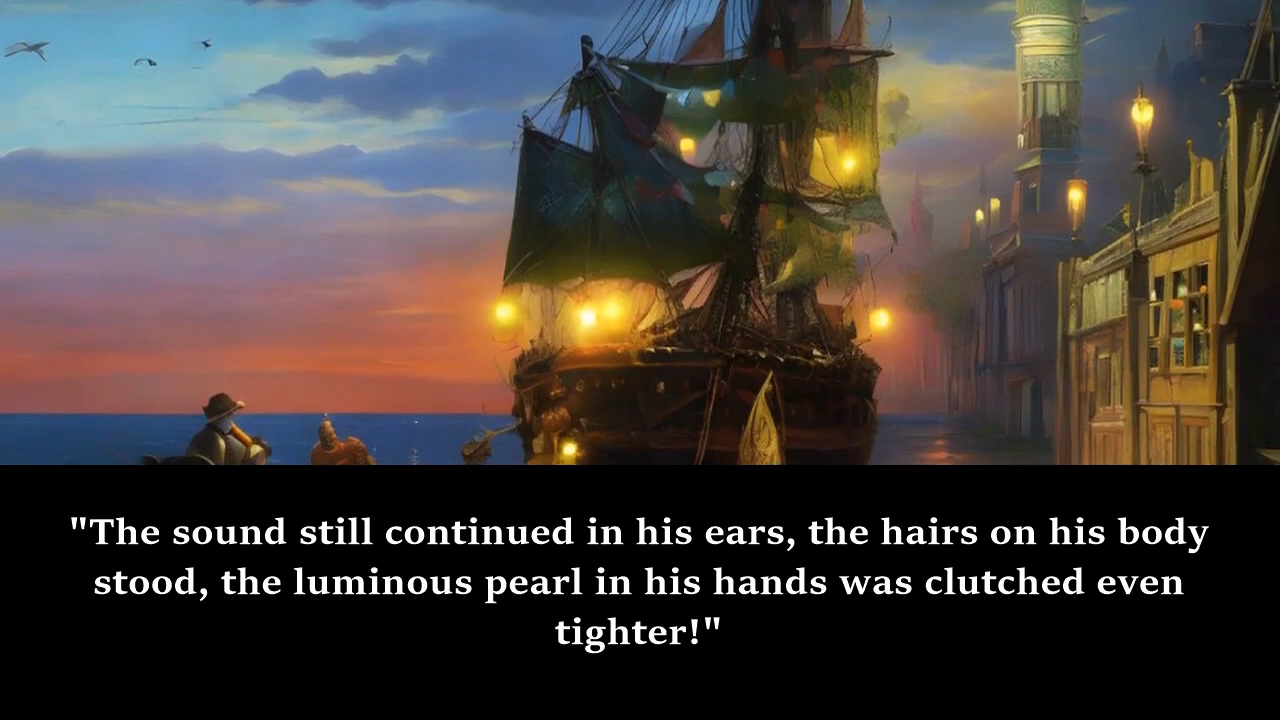 "The sound still continued in his ears, the hairs on his body
stood, the luminous pearl in his hands was clutched even
tighter!"